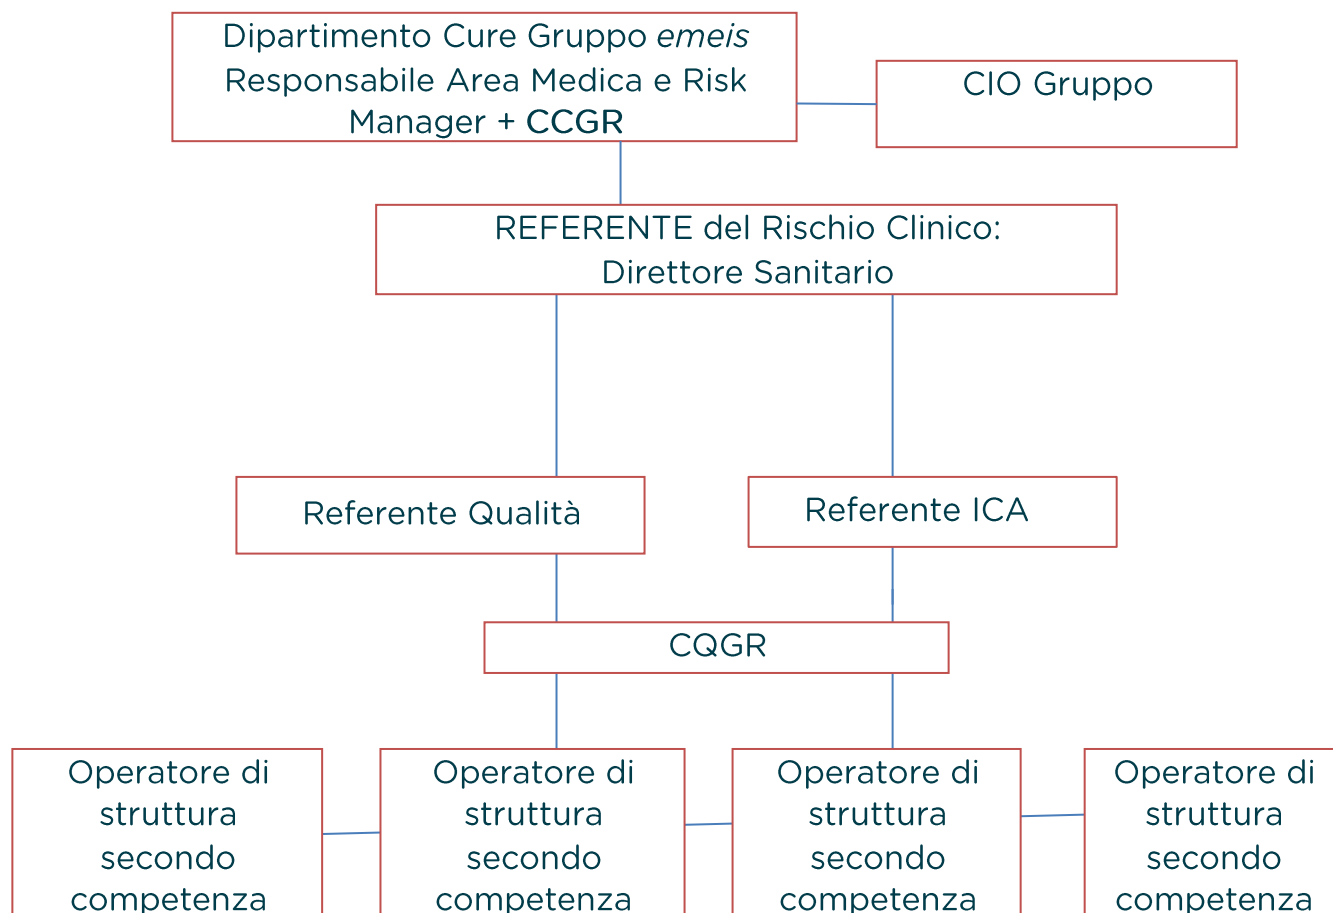 Dipartimento Cure Gruppo emeis
Responsabile Area Medica e Risk
Manager + CCGR
CIO Gruppo
REFERENTE del Rischio Clinico:
Direttore Sanitario
Referente Qualità
Referente ICA
CQGR
Operatore di
struttura
secondo
competenza
Operatore di
struttura
secondo
competenza
Operatore di
struttura
secondo
competenza
Operatore di
struttura
secondo
competenza